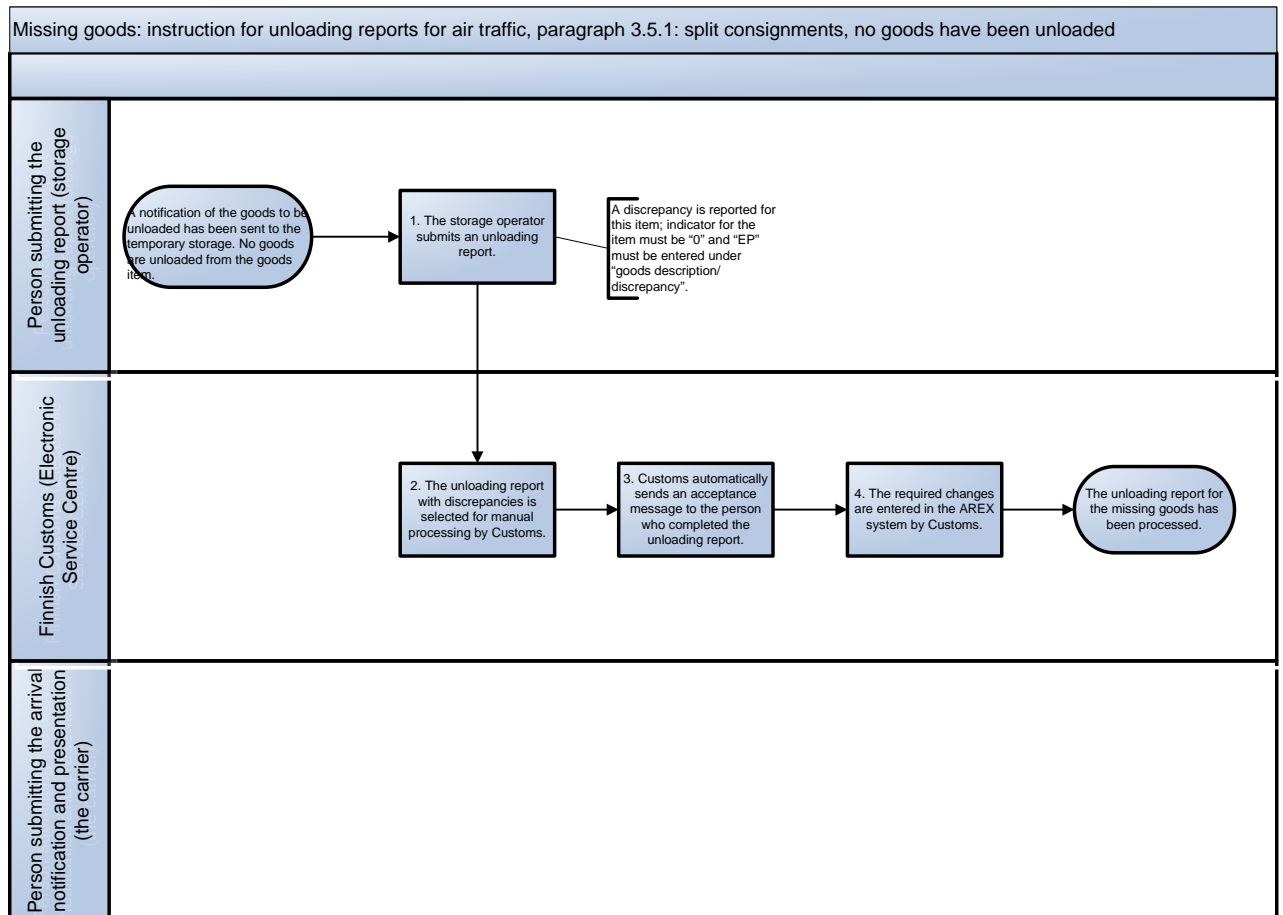 Missing goods: instruction for unloading reports for air traffic, paragraph 3.5.1: split consignments, no goods have been unloaded
Person submitting the
unloading report (storage
operator)
A notification of the goods to be
unloaded has been sent to the
temporary storage. No goods
are unloaded from the goods
item.
1. The storage operator
submits an unloading
report.
A discrepancy is reported for
this item; indicator for the
item must be “0” and “EP”
must be entered under
“goods description/
discrepancy”.
Finnish Customs (Electronic
Service Centre)
2. The unloading report
with discrepancies is
selected for manual
processing by Customs.
3. Customs automatically
sends an acceptance
message to the person
who completed the
unloading report.
4. The required changes
are entered in the AREX
system by Customs.
The unloading report for
the missing goods has
been processed.
Person submitting the arrival
notification and presentation
(the carrier)